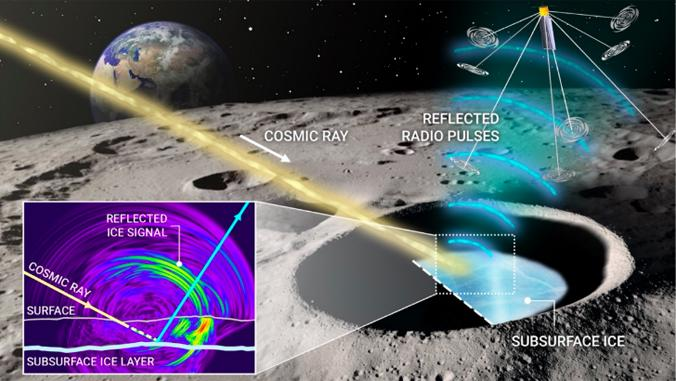 COSMIC RAY
REFLECTED
RADIO PULSES
REFLECTED
ICE SIGNAL
COSMIC RAY
SURFACE
SUBSURFACE ICE LAYER
SUBSURFACE ICE